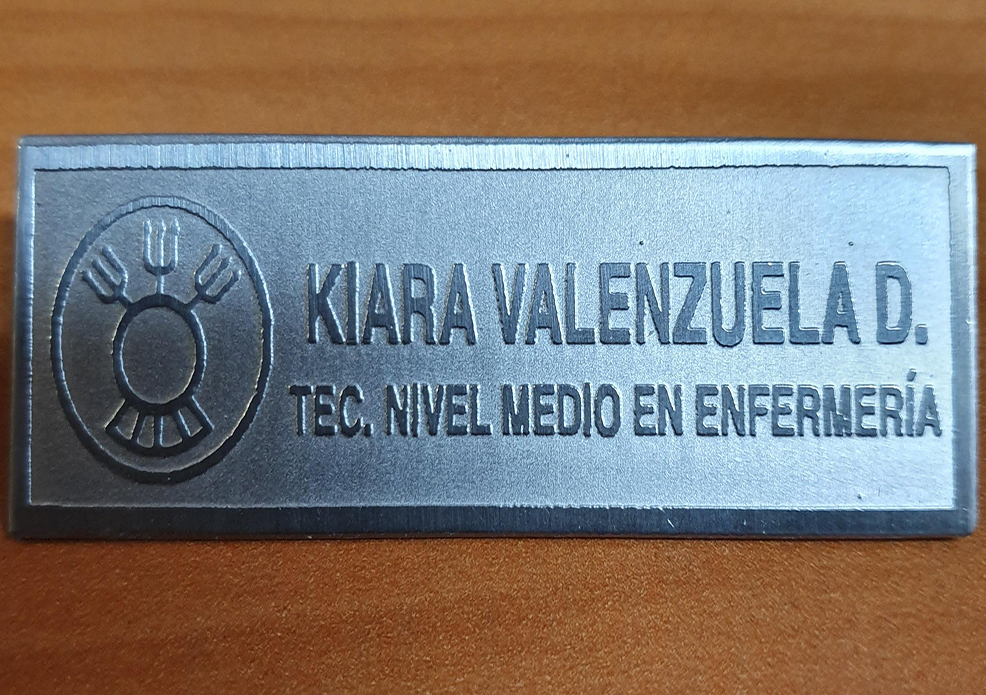 KIARA VALENZUELA D.
TEC. NIVEL MEDIO EN ENFERMERÍA